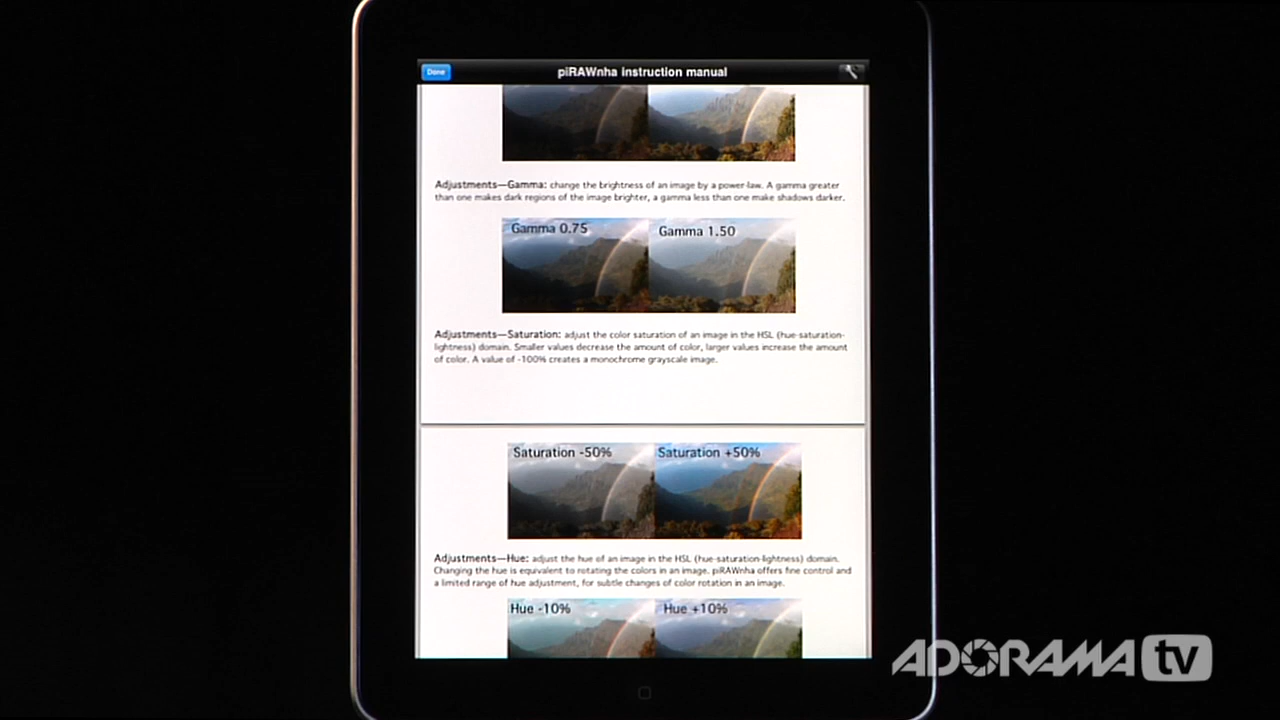 Done piRAWnha instruction manual
Adjustments—Gamma: change the brightness of an image by a power-law. A gamma greater
than one makes dark regions of the image brighter, a gamma less than one make shadows darker.
Gamma 0.75 Gamma 1.50
Adjustments—Saturation: adjust the color saturation of an image in the HSL (hue-saturation-
lightness) domain. Smaller values decrease the amount of color, larger values increase the amount
of color. A value of -100% creates a monochrome grayscale image.
Saturation -50% Saturation +50%
Adjustments—Hue: adjust the hue of an image in the HSL (hue-saturation-lightness) domain.
Changing the hue is equivalent to rotating the colors in an image. piRAWnha offers fine control and
a limited range of hue adjustment, for subtle changes of color rotation in an image.
Hue -10% Hue +10%
ADORAMA tv